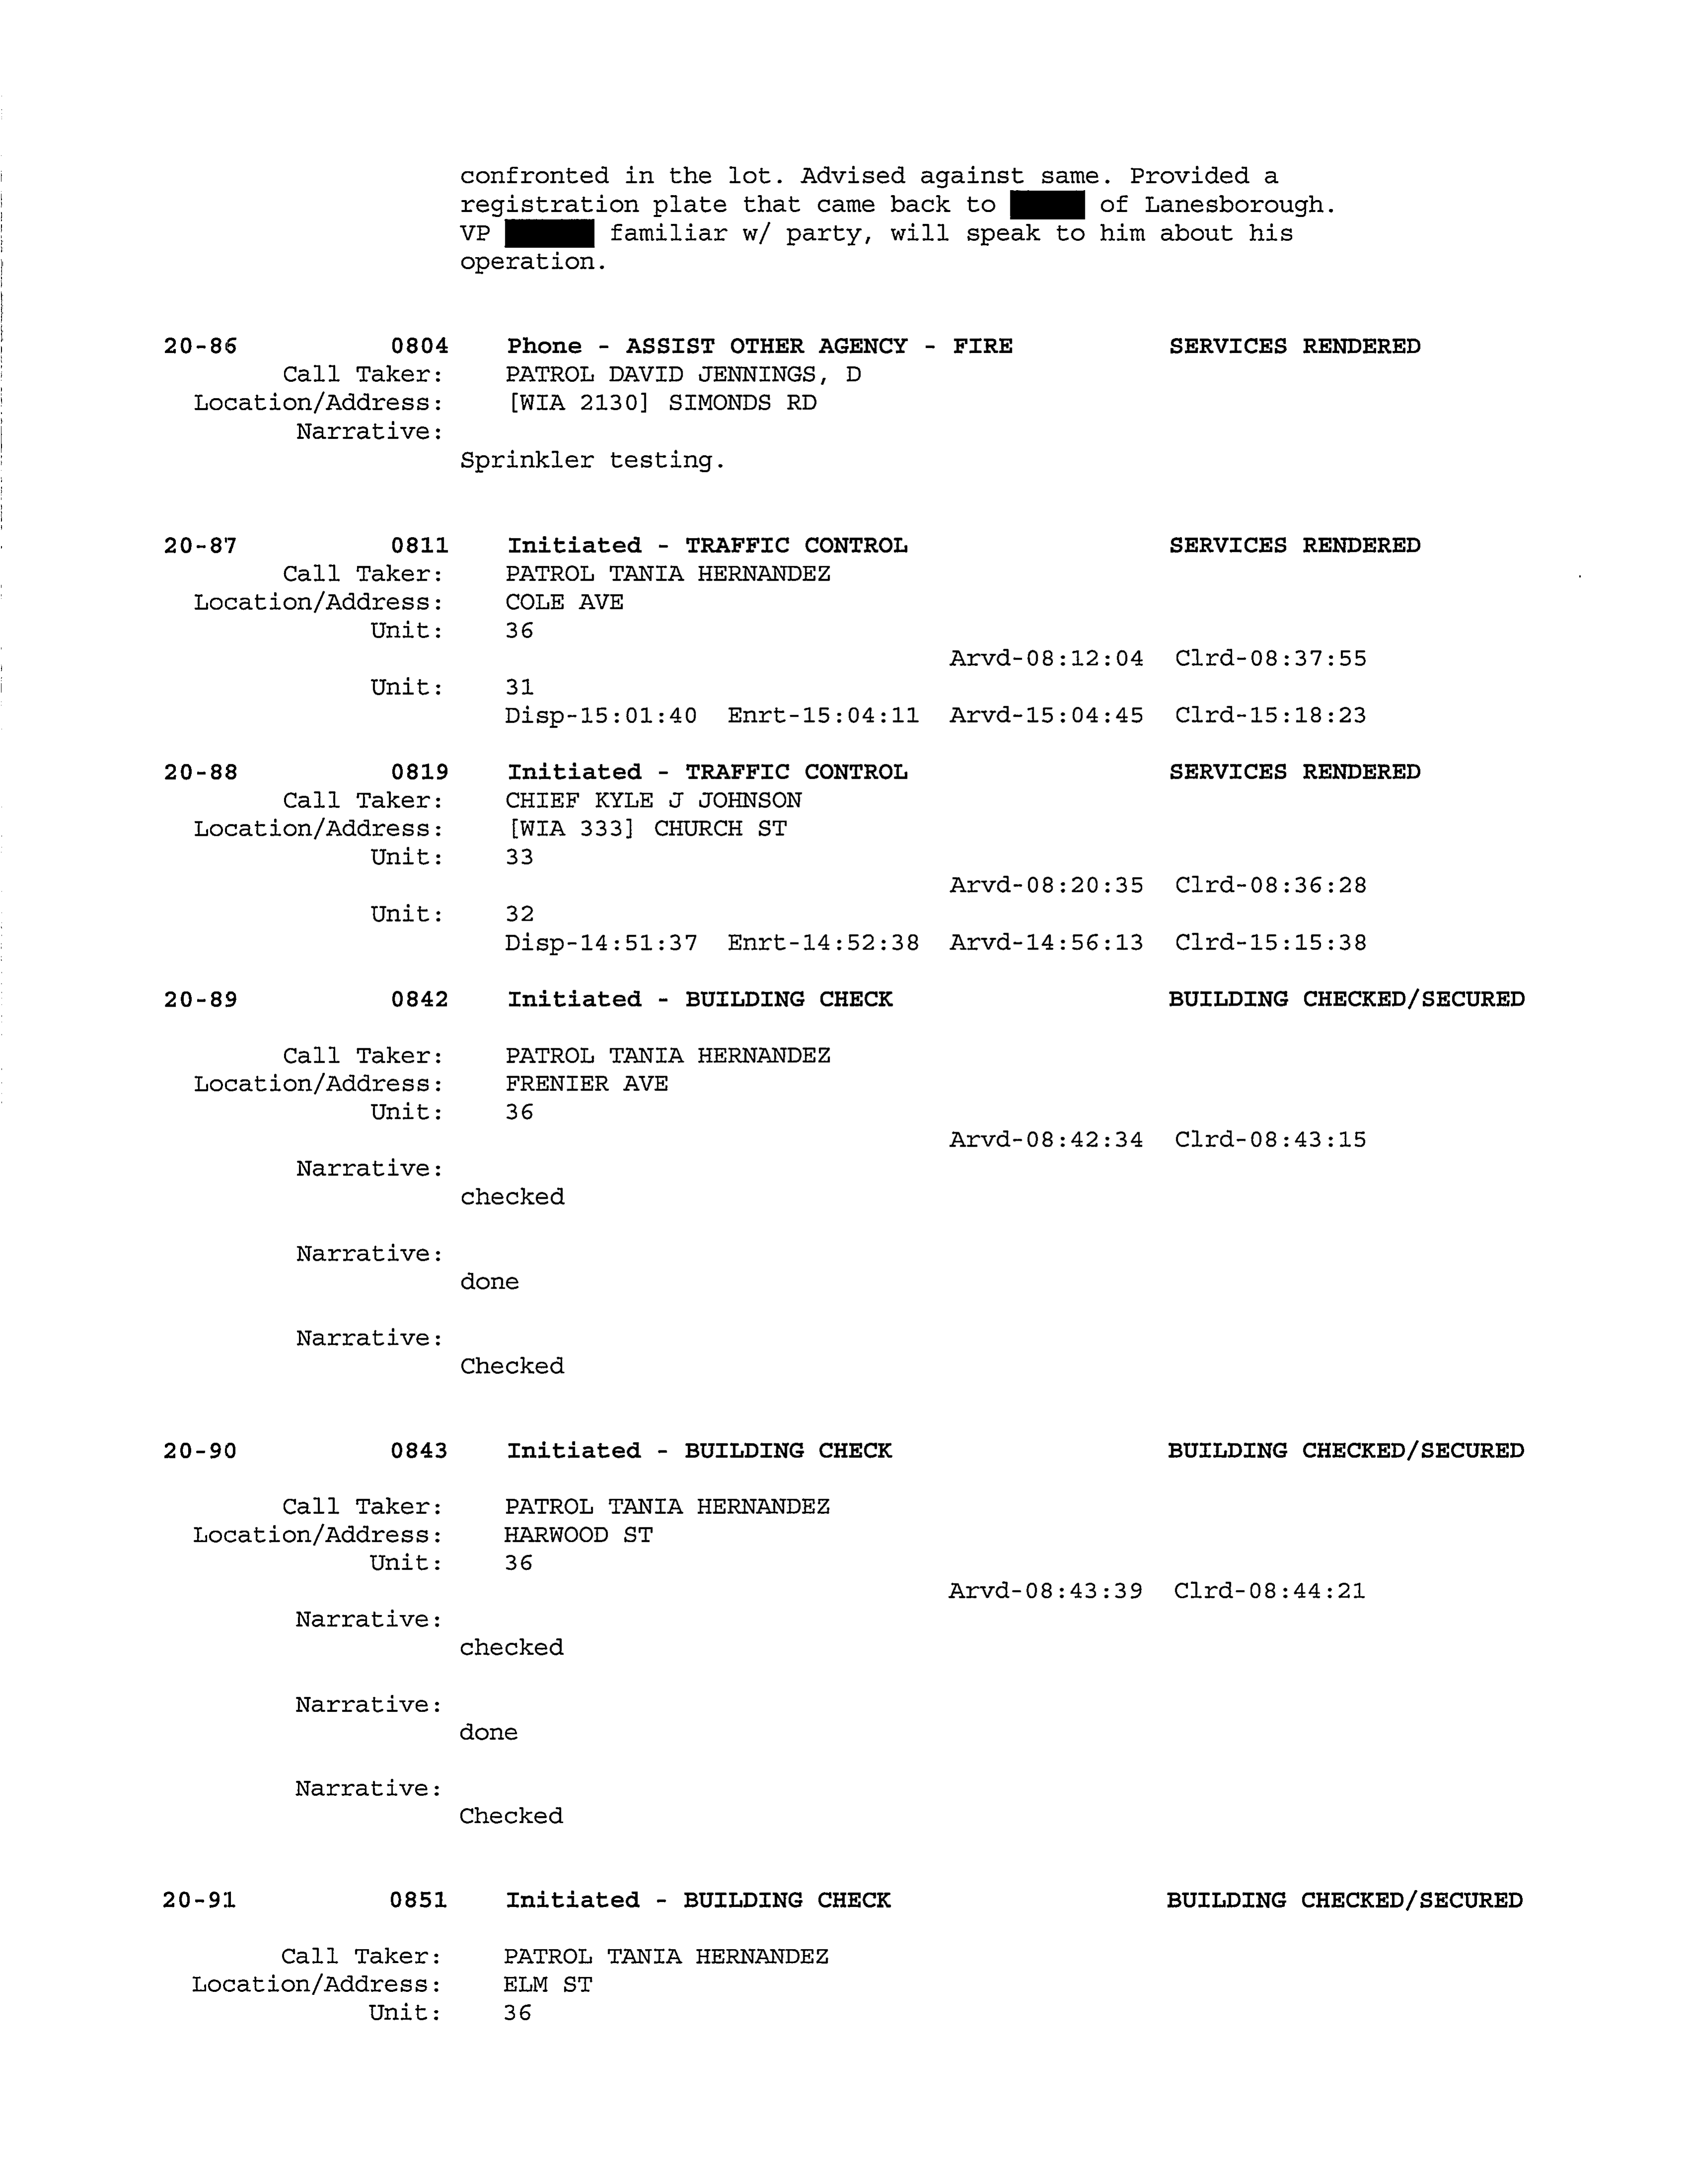 confronted in the lot. Advised against same. Provided a
registration plate that came back to of Lanesborough.
VP familiar w/ party, will speak to him about his
operation.
20-86 0804 Phone - ASSIST OTHER AGENCY - FIRE SERVICES RENDERED
Call Taker: PATROL DAVID JENNINGS, D
Location/Address: [WIA 2130] SIMONDS RD
Narrative:
Sprinkler testing.
20-87 0811 Initiated - TRAFFIC CONTROL SERVICES RENDERED
Call Taker: PATROL TANIA HERNANDEZ
Location/Address: COLE AVE
Unit: 36
Arvd-08:12:04 Clrd-08:37:55
Unit: 31
Disp-15:01:40 Enrt-15:04:11 Arvd-15:04:45 Clrd-15:18:23
20-88 0819 Initiated - TRAFFIC CONTROL SERVICES RENDERED
Call Taker: CHIEF KYLE J JOHNSON
Location/Address: [WIA 333] CHURCH ST
Unit: 33
Arvd-08:20:35 Clrd-08:36:28
Unit: 32
Disp-14:51:37 Enrt-14:52:38 Arvd-14:56:13 Clrd-15:15:38
20-89 0842 Initiated - BUILDING CHECK BUILDING CHECKED/SECURED
Call Taker: PATROL TANIA HERNANDEZ
Location/Address: FRENIER AVE
Unit: 36
Arvd-08:42:34 Clrd-08:43:15
Narrative:
checked
Narrative:
done
Narrative:
Checked
20-90 0843 Initiated - BUILDING CHECK BUILDING CHECKED/SECURED
Call Taker: PATROL TANIA HERNANDEZ
Location/Address: HARWOOD ST
Unit: 36
Arvd-08:43:39 Clrd-08:44:21
Narrative:
checked
Narrative:
done
Narrative:
Checked
20-91 0851 Initiated - BUILDING CHECK BUILDING CHECKED/SECURED
Call Taker: PATROL TANIA HERNANDEZ
Location/Address: ELM ST
Unit: 36